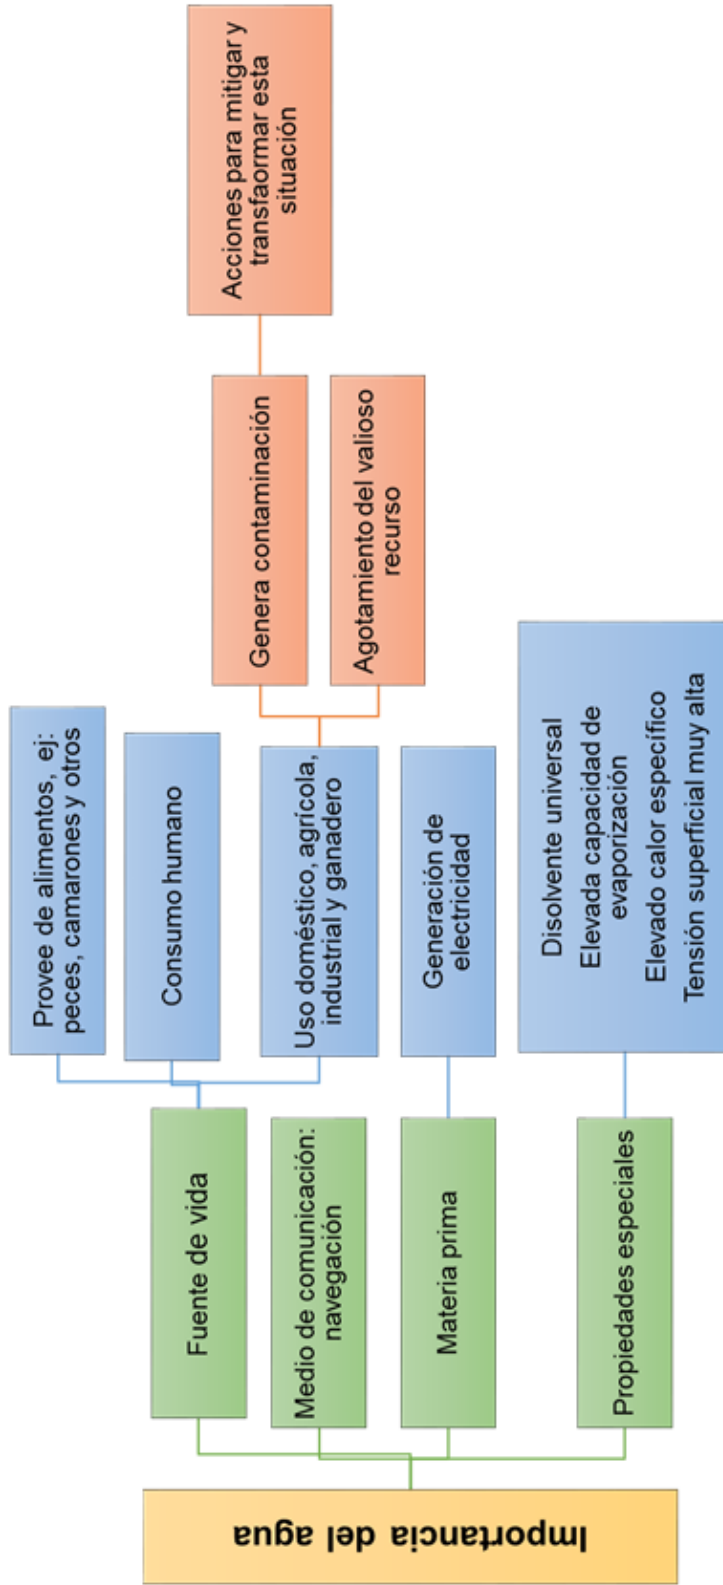 Importancia del agua
Fuente de vida
Provee de alimentos, ej:
peces, camarones y otros
Consumo humano
Uso doméstico, agrícola,
industrial y ganadero
Genera contaminación
Acciones para mitigar y
transfaormar esta
situación
Agotamiento del valioso
recurso
Medio de comunicación:
navegación
Materia prima
Generación de
electricidad
Propiedades especiales
Disolvente universal
Elevada capacidad de
evaporización
Elevado calor específico
Tensión superficial muy alta